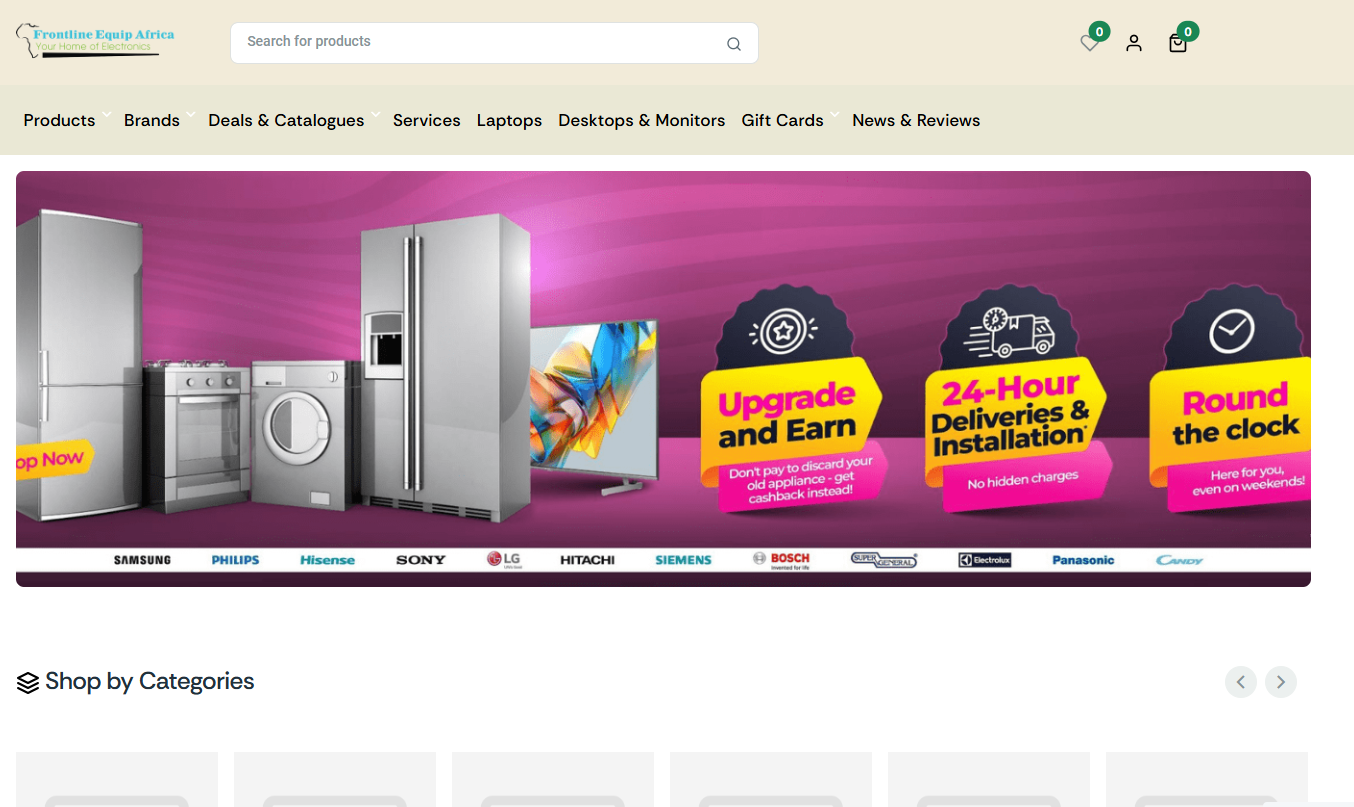 Frontline Equip Africa
Your Home of Electronics
Search for products
0
0
Products
Brands
Deals & Catalogues
Services
Laptops
Desktops & Monitors
Gift Cards
News & Reviews
op Now
Upgrade
and Earn
Don't pay to discard your
old appliance - get
cashback instead!
24-Hour
Deliveries &
Installation*
No hidden charges
Round
the clock
Here for you,
even on weekends!
SAMSUNG
PHILIPS
Hisense
SONY
LG
HITACHI
SIEMENS
BOSCH
Invented for life
SUPER
GENERAL
Electrolux
Panasonic
CANDY
Shop by Categories